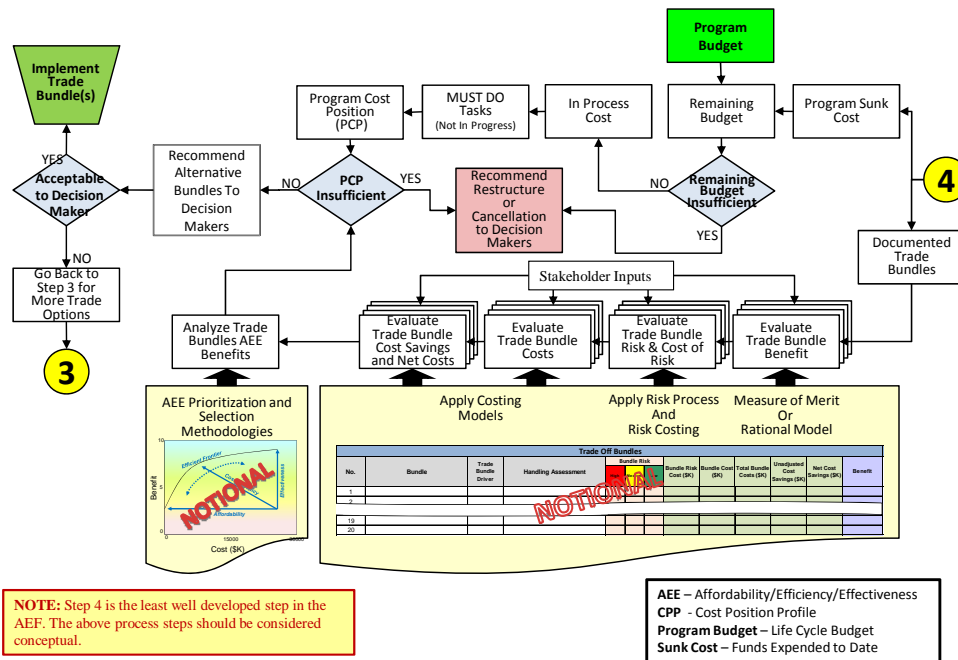 Program
Budget
Implement
Trade
Bundle(s)
Program Cost
Position
(PCP)
MUST DO
Tasks
(Not In Progress)
In Process
Cost
Remaining
Budget
Program Sunk
Cost
YES
Acceptable
to Decision
Maker
Recommend
Alternative
Bundles To
Decision
Makers
NO
PCP
Insufficient
YES
Recommend
Restructure
or
Cancellation
to Decision
Makers
NO
Remaining
Budget
Insufficient
YES
4
Documented
Trade
Bundles
NO
Go Back to
Step 3 for
More Trade
Options
3
Stakeholder Inputs
Analyze Trade
Bundles AEE
Benefits
Evaluate
Trade Bundle
Cost Savings
and Net Costs
Evaluate
Trade Bundle
Costs
Evaluate
Trade Bundle
Risk & Cost of
Risk
Evaluate
Trade Bundle
Benefit
AEE Prioritization and
Selection
Methodologies
Apply Costing
Models
Apply Risk Process
And
Risk Costing
Measure of Merit
Or
Rational Model
10
5
0
Benefit
Efficient Frontier
Effectiveness
Affordability
NOTIONAL
0
15000
Cost ($K)
Trade Off Bundles
No.
Bundle
Trade
Bundle
Driver
Handling Assessment
Bundle Risk
Bundle Risk
Cost ($K)
Bundle Cost
($K)
Total Bundle
Costs ($K)
Unadjusted
Cost
Savings ($K)
Net Cost
Savings ($K)
Benefit
1
2
NOTIONAL
19
20
NOTE: Step 4 is the least well developed step in the
AEF. The above process steps should be considered
conceptual.
AEE – Affordability/Efficiency/Effectiveness
CPP - Cost Position Profile
Program Budget – Life Cycle Budget
Sunk Cost – Funds Expended to Date